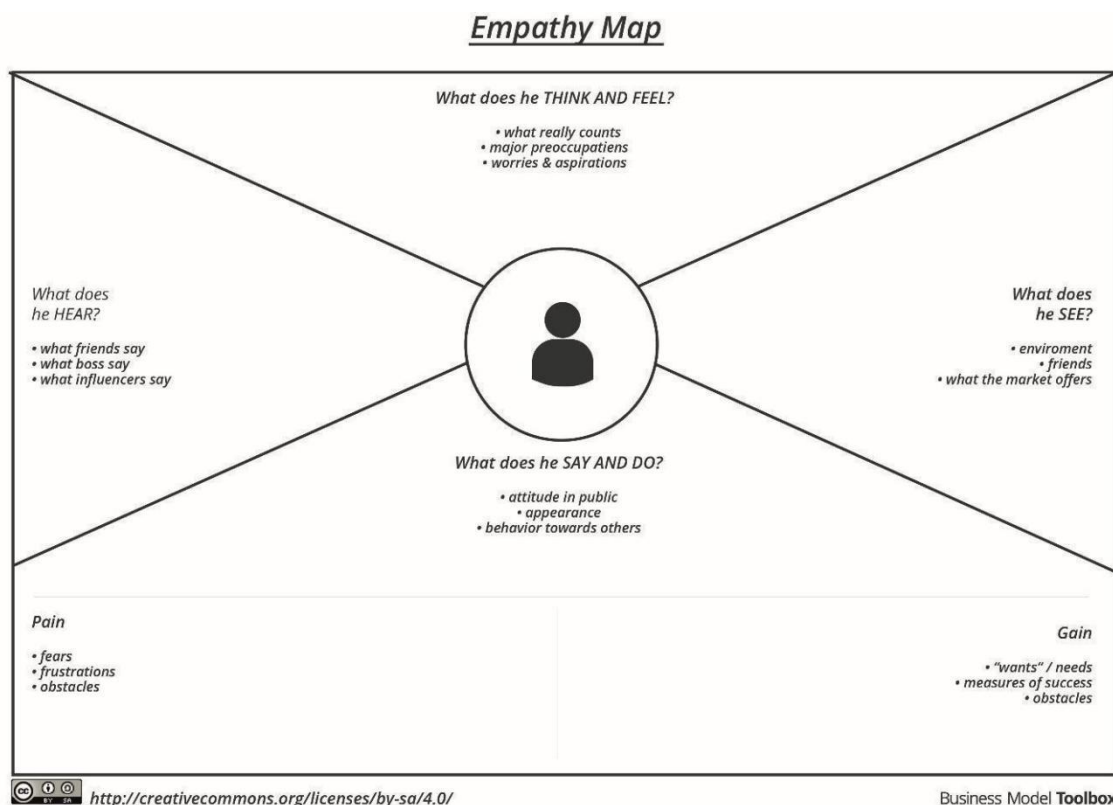 Empathy Map
What does he THINK AND FEEL?
• what really counts
• major preoccupatiens
• worries & aspirations
What does
he HEAR?
• what friends say
• what boss say
• what influencers say
What does
he SEE?
• enviroment
• friends
• what the market offers
What does he SAY AND DO?
• attitude in public
• appearance
• behavior towards others
Pain
• fears
• frustrations
• obstacles
Gain
• "wants" / needs
• measures of success
• obstacles
cc BY SA
http://creativecommons.org/licenses/by-sa/4.0/
Business Model Toolbox